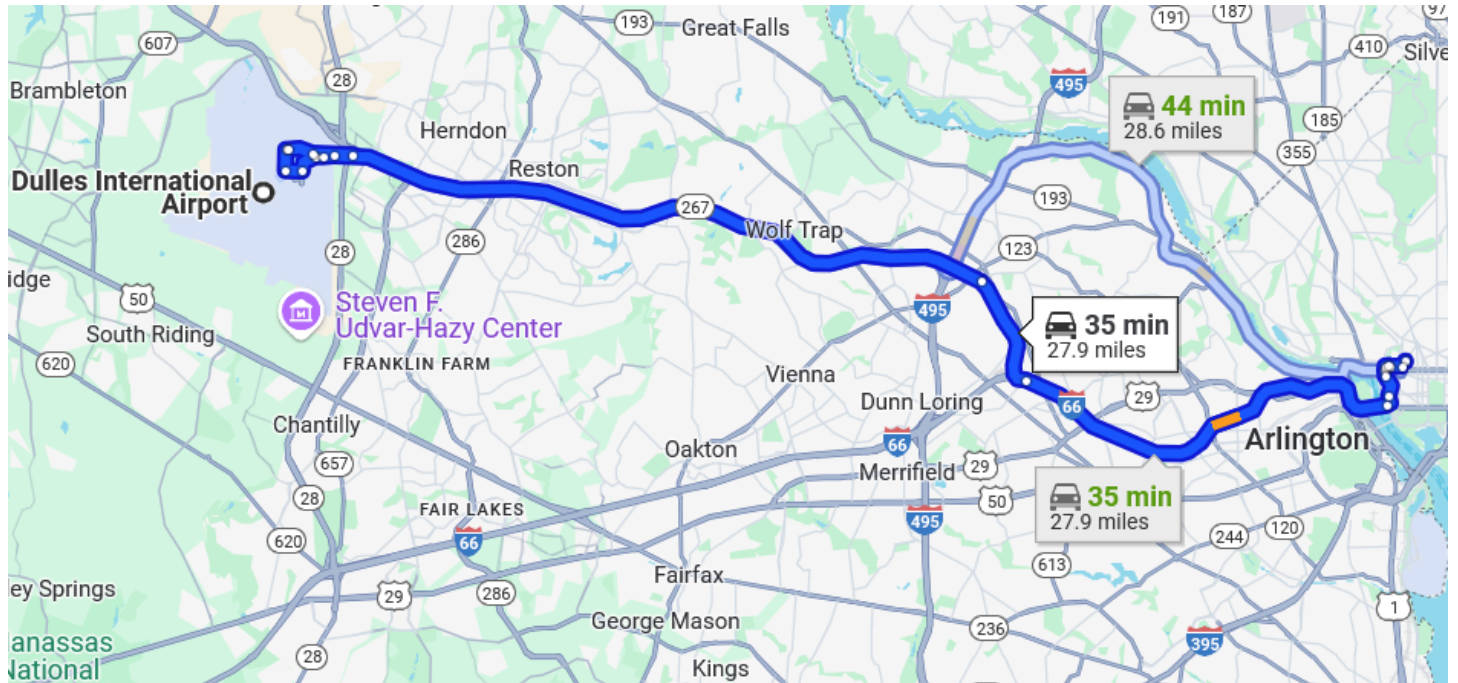 193
Great Falls
191
187
97
607
410
Silve
28
495
Brambleton
44 min
28.6 miles
185
Herndon
355
Reston
Dulles International
Airport
193
267
Wolf Trap
286
123
28
idge
50
Steven F.
Udvar-Hazy Center
495
35 min
27.9 miles
South Riding
620
FRANKLIN FARM
Vienna
29
66
Dunn Loring
Chantilly
Arlington
66
Oakton
657
Merrifield
29
28
50
35 min
27.9 miles
FAIR LAKES
495
620
66
244
120
613
Fairfax
ley Springs
29
286
1
George Mason
236
395
anassas
National
28
Kings